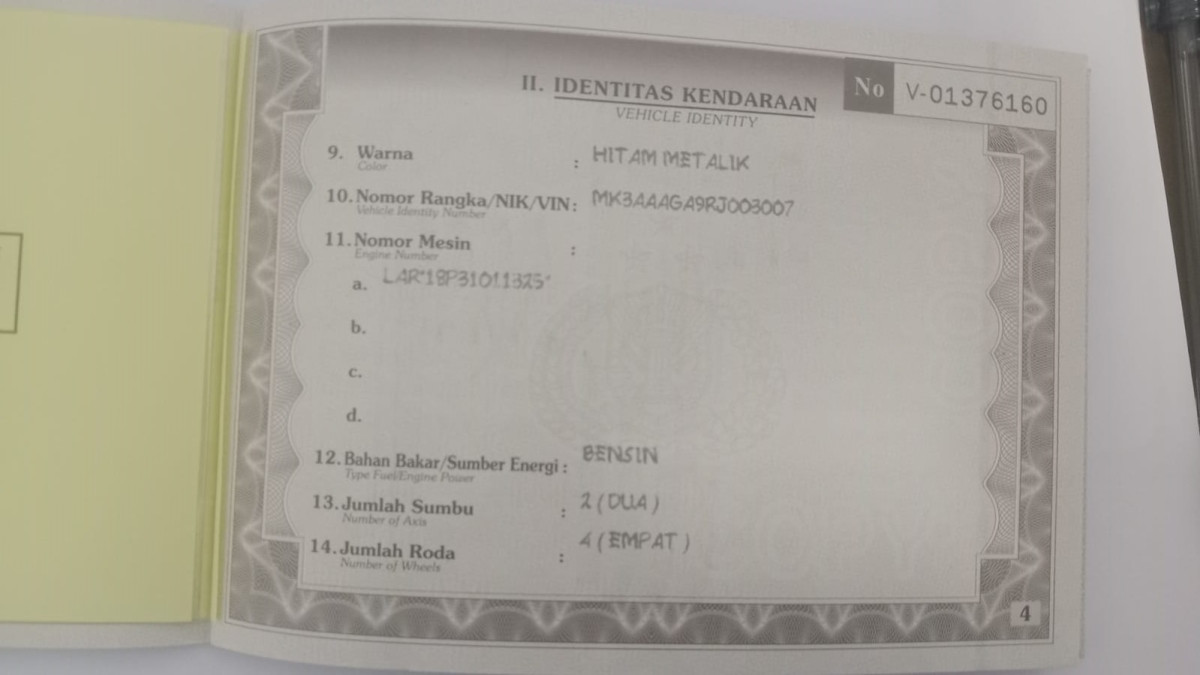 II. IDENTITAS KENDARAAN
VEHICLE IDENTITY
No V-01376160
9. Warna : HITAM METALIK
Color
10. Nomor Rangka/NIK/VIN : MK3AAAGA9RJ003007
Vehicle Identity Number
11. Nomor Mesin :
Engine Number
a. LAR*18P31011325*
b.
c.
d.
12. Bahan Bakar/Sumber Energi : BENSIN
Type Fuel/Engine Power
13. Jumlah Sumbu : 2 (DUA)
Number of Axis
14. Jumlah Roda : 4 (EMPAT)
Number of Wheels
4